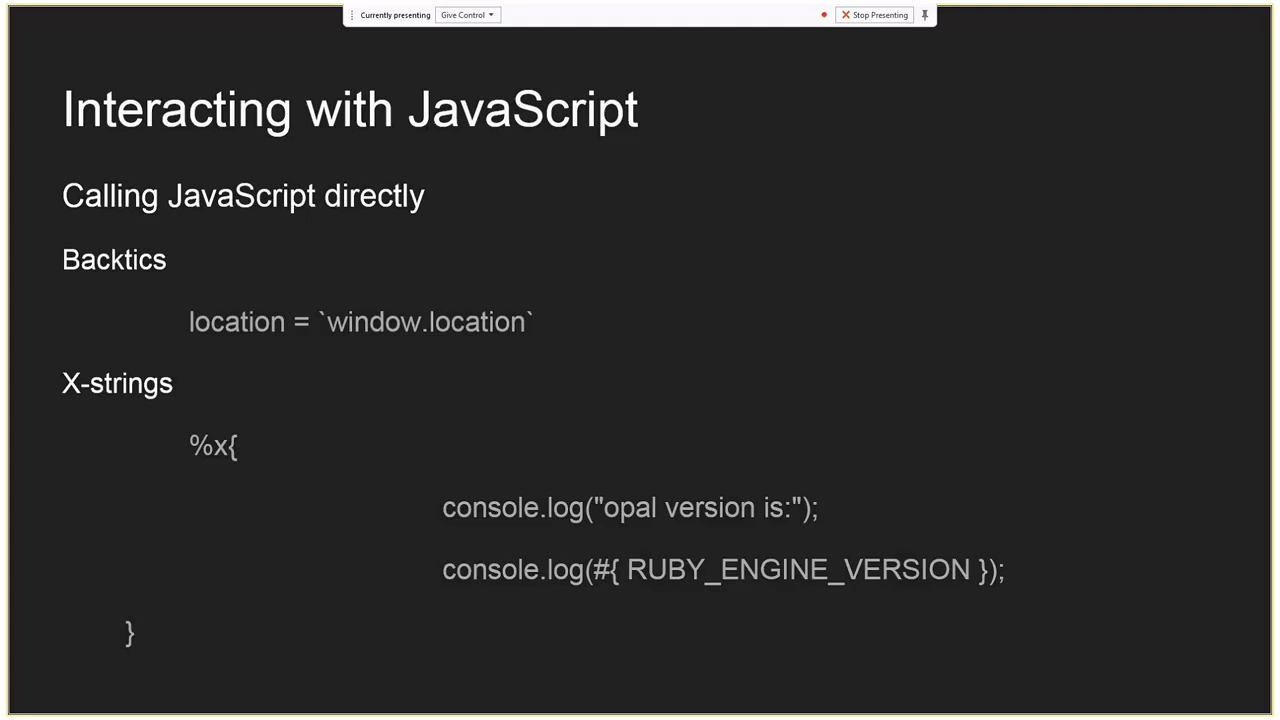 Currently presenting Give Control Stop Presenting
Interacting with JavaScript
Calling JavaScript directly
Backtics
location = `window.location`
X-strings
%x{
console.log("opal version is:");
console.log(#{ RUBY_ENGINE_VERSION });
}